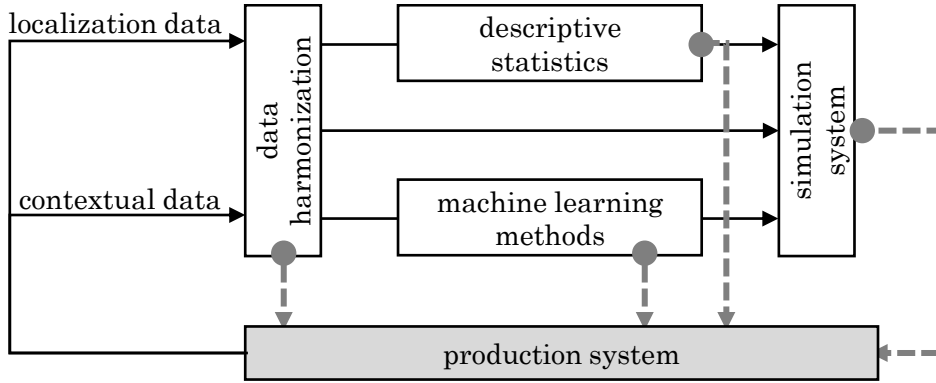 localization data
descriptive
statistics
data
harmonization
simulation
system
contextual data
machine learning
methods
production system